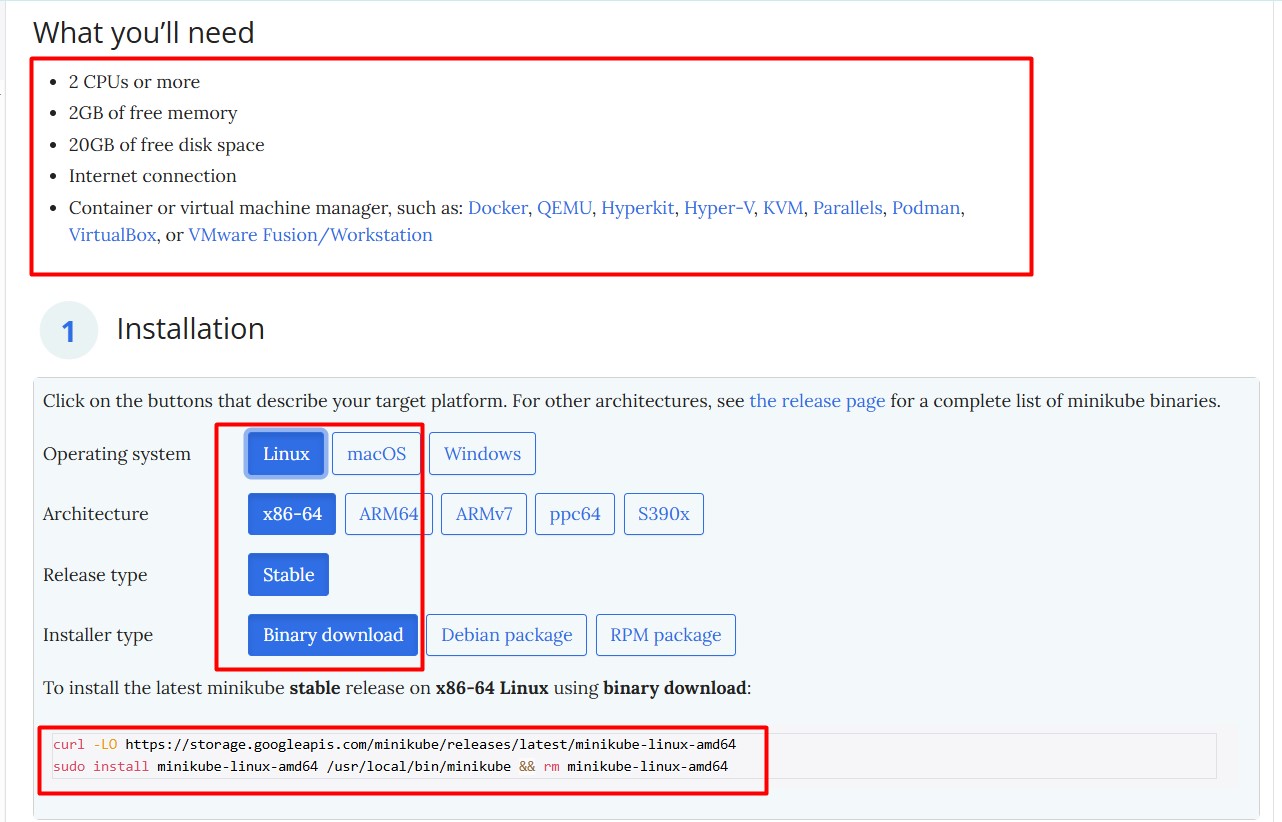 What you'll need
2 CPUs or more
2GB of free memory
20GB of free disk space
Internet connection
Container or virtual machine manager, such as: Docker, QEMU, Hyperkit, Hyper-V, KVM, Parallels, Podman,
VirtualBox, or VMware Fusion/Workstation
1 Installation
Click on the buttons that describe your target platform. For other architectures, see the release page for a complete list of minikube binaries.
Operating system Linux macOS Windows
Architecture x86-64 ARM64 ARMv7 ppc64 S390x
Release type Stable
Installer type Binary download Debian package RPM package
To install the latest minikube stable release on x86-64 Linux using binary download:
curl -LO https://storage.googleapis.com/minikube/releases/latest/minikube-linux-amd64
sudo install minikube-linux-amd64 /usr/local/bin/minikube && rm minikube-linux-amd64